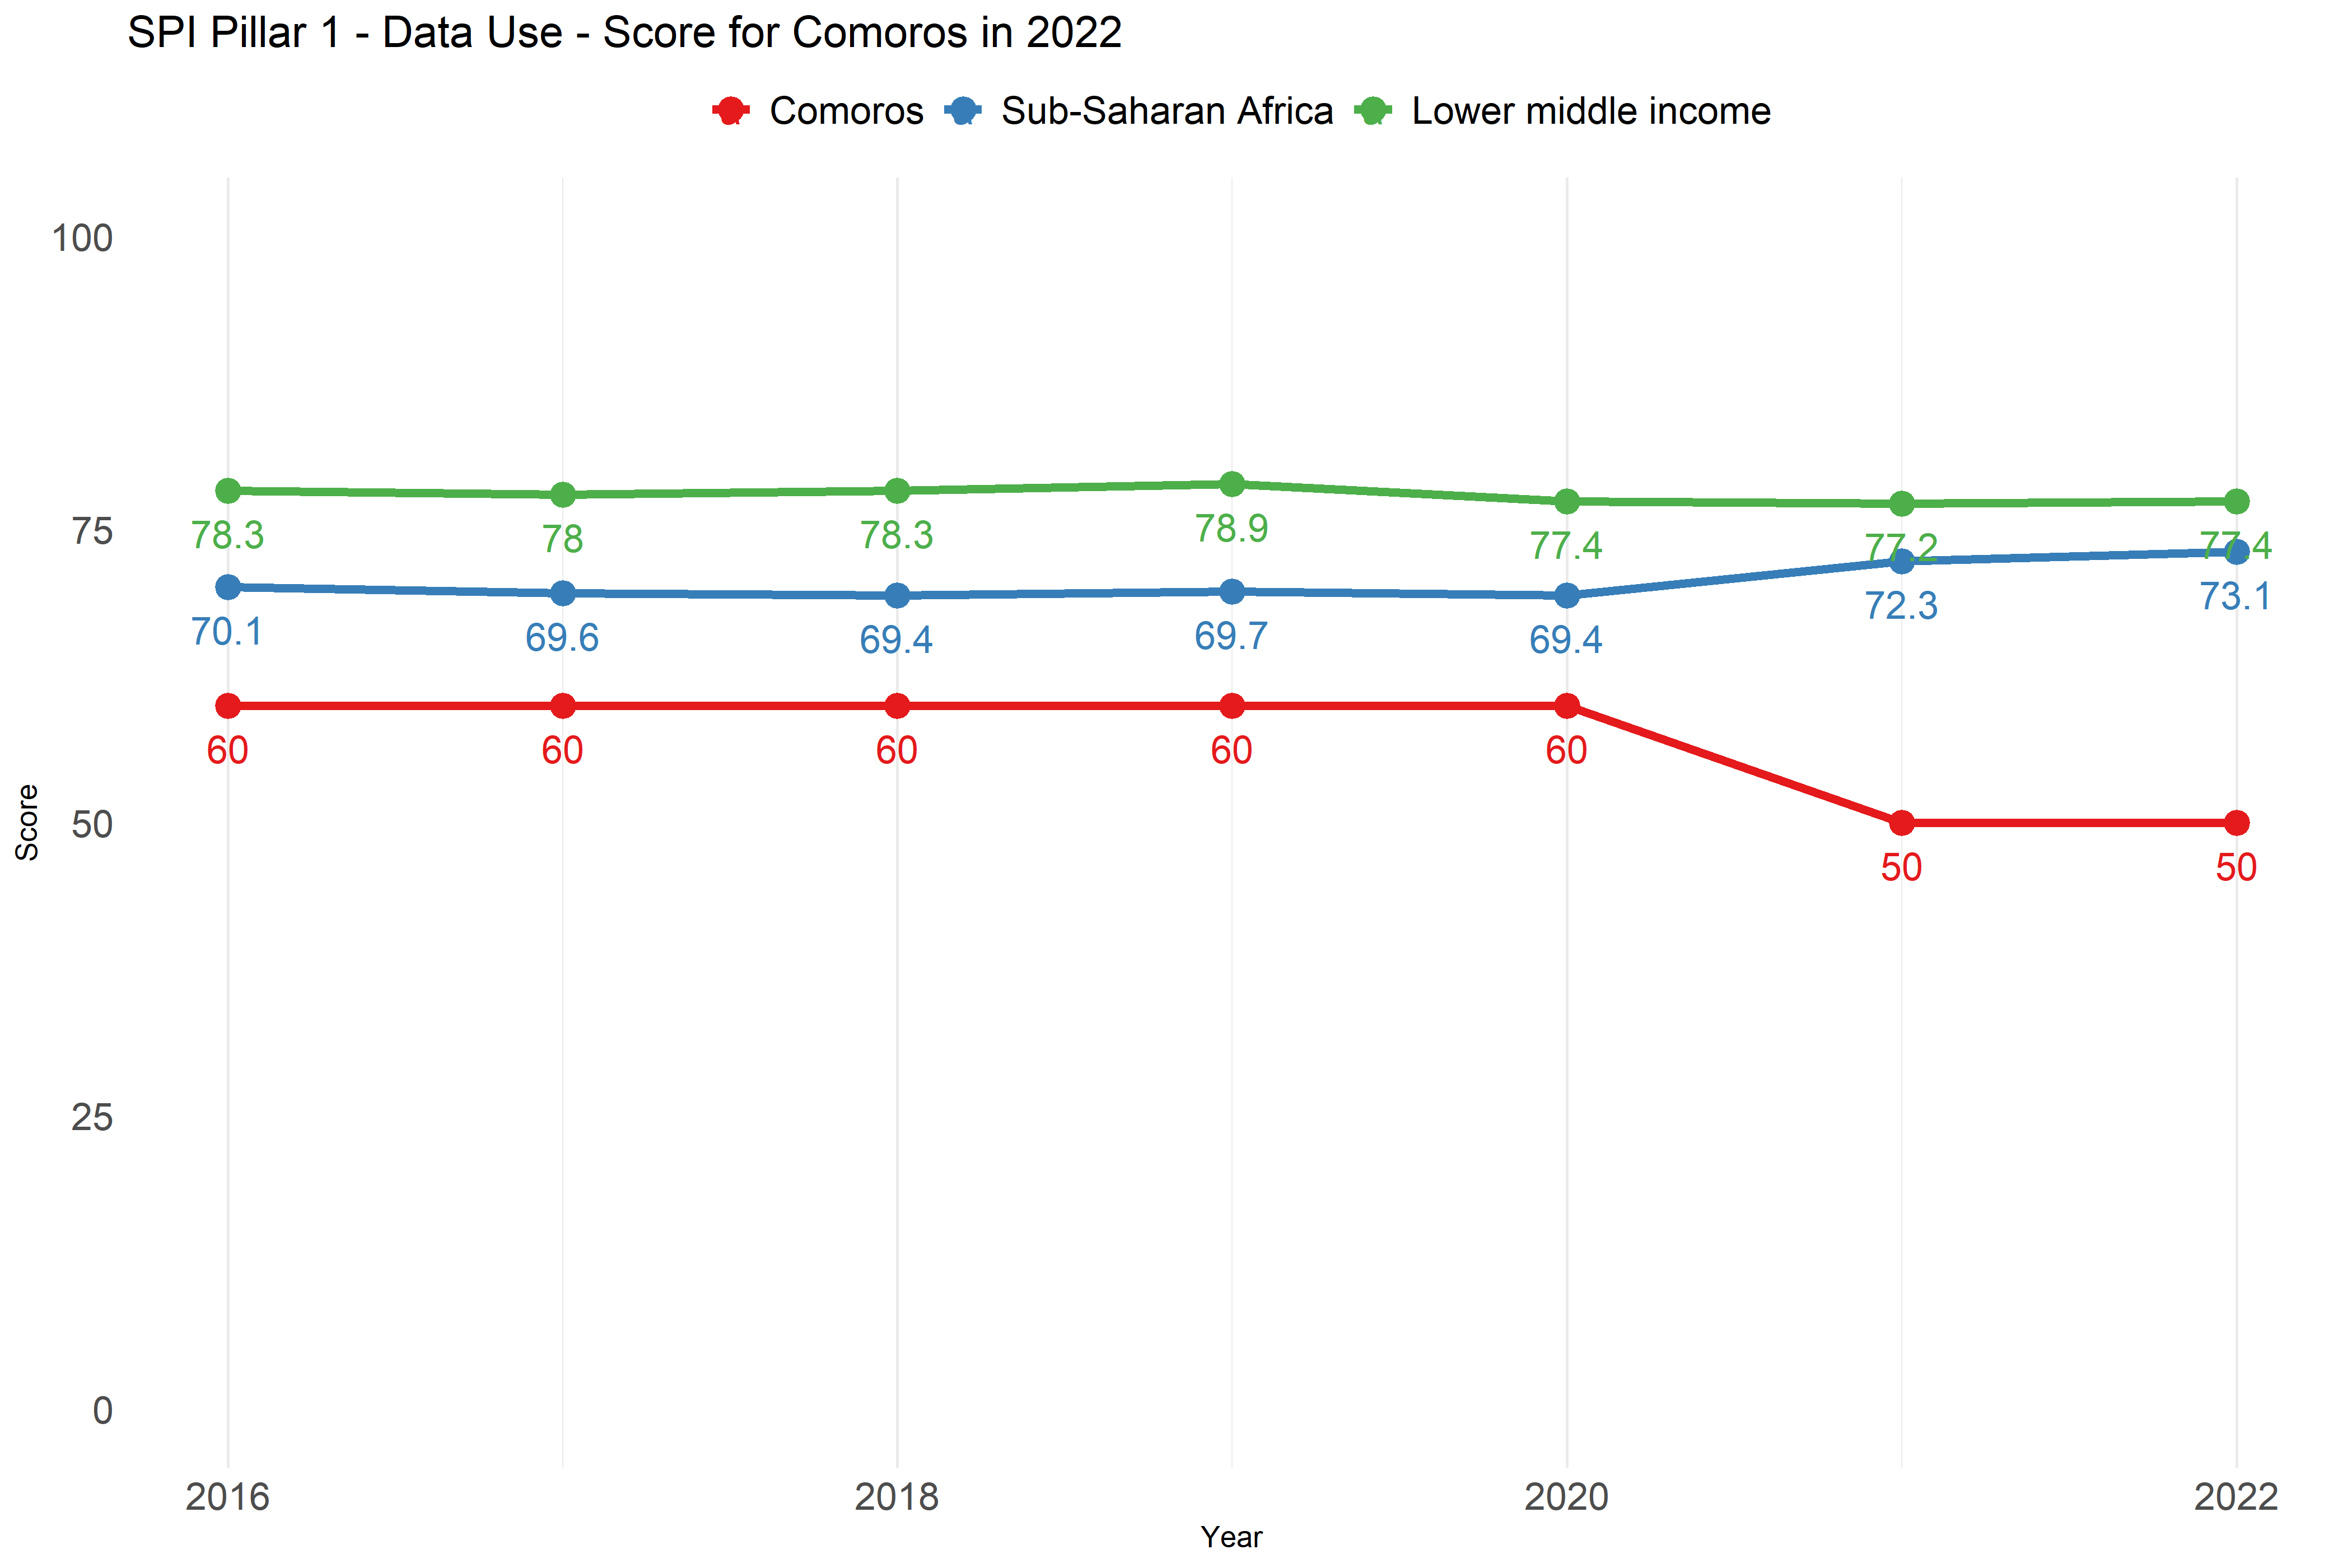 SPI Pillar 1 - Data Use - Score for Comoros in 2022
Comoros Sub-Saharan Africa Lower middle income
100
75
50
25
0
Score
78.3 78 78.3 78.9 77.4 77.2 77.4
70.1 69.6 69.4 69.7 69.4 72.3 73.1
60 60 60 60 60 50 50
2016 2018 2020 2022
Year